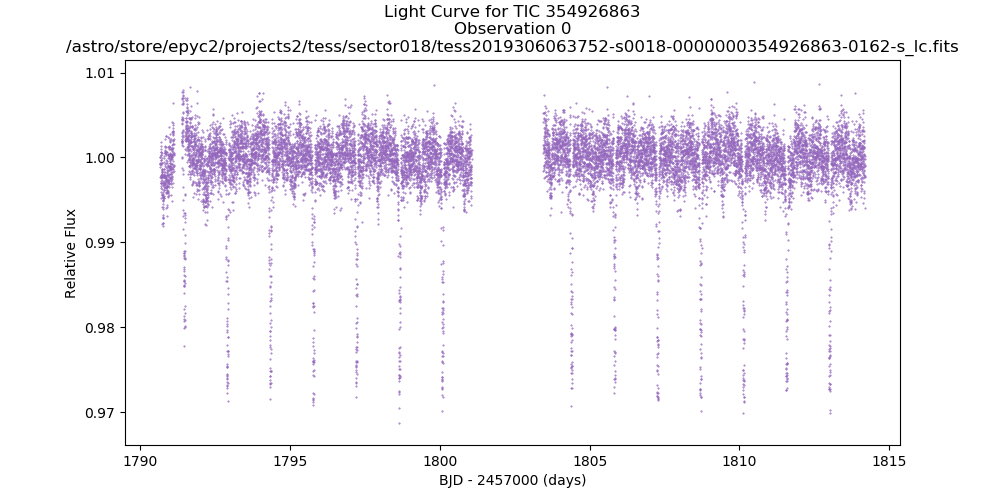 Light Curve for TIC 354926863
Observation 0
/astro/store/epyc2/projects2/tess/sector018/tess2019306063752-s0018-0000000354926863-0162-s_lc.fits
1.01
1.00
0.99
0.98
0.97
Relative Flux
1790
1795
1800
1805
1810
1815
BJD - 2457000 (days)